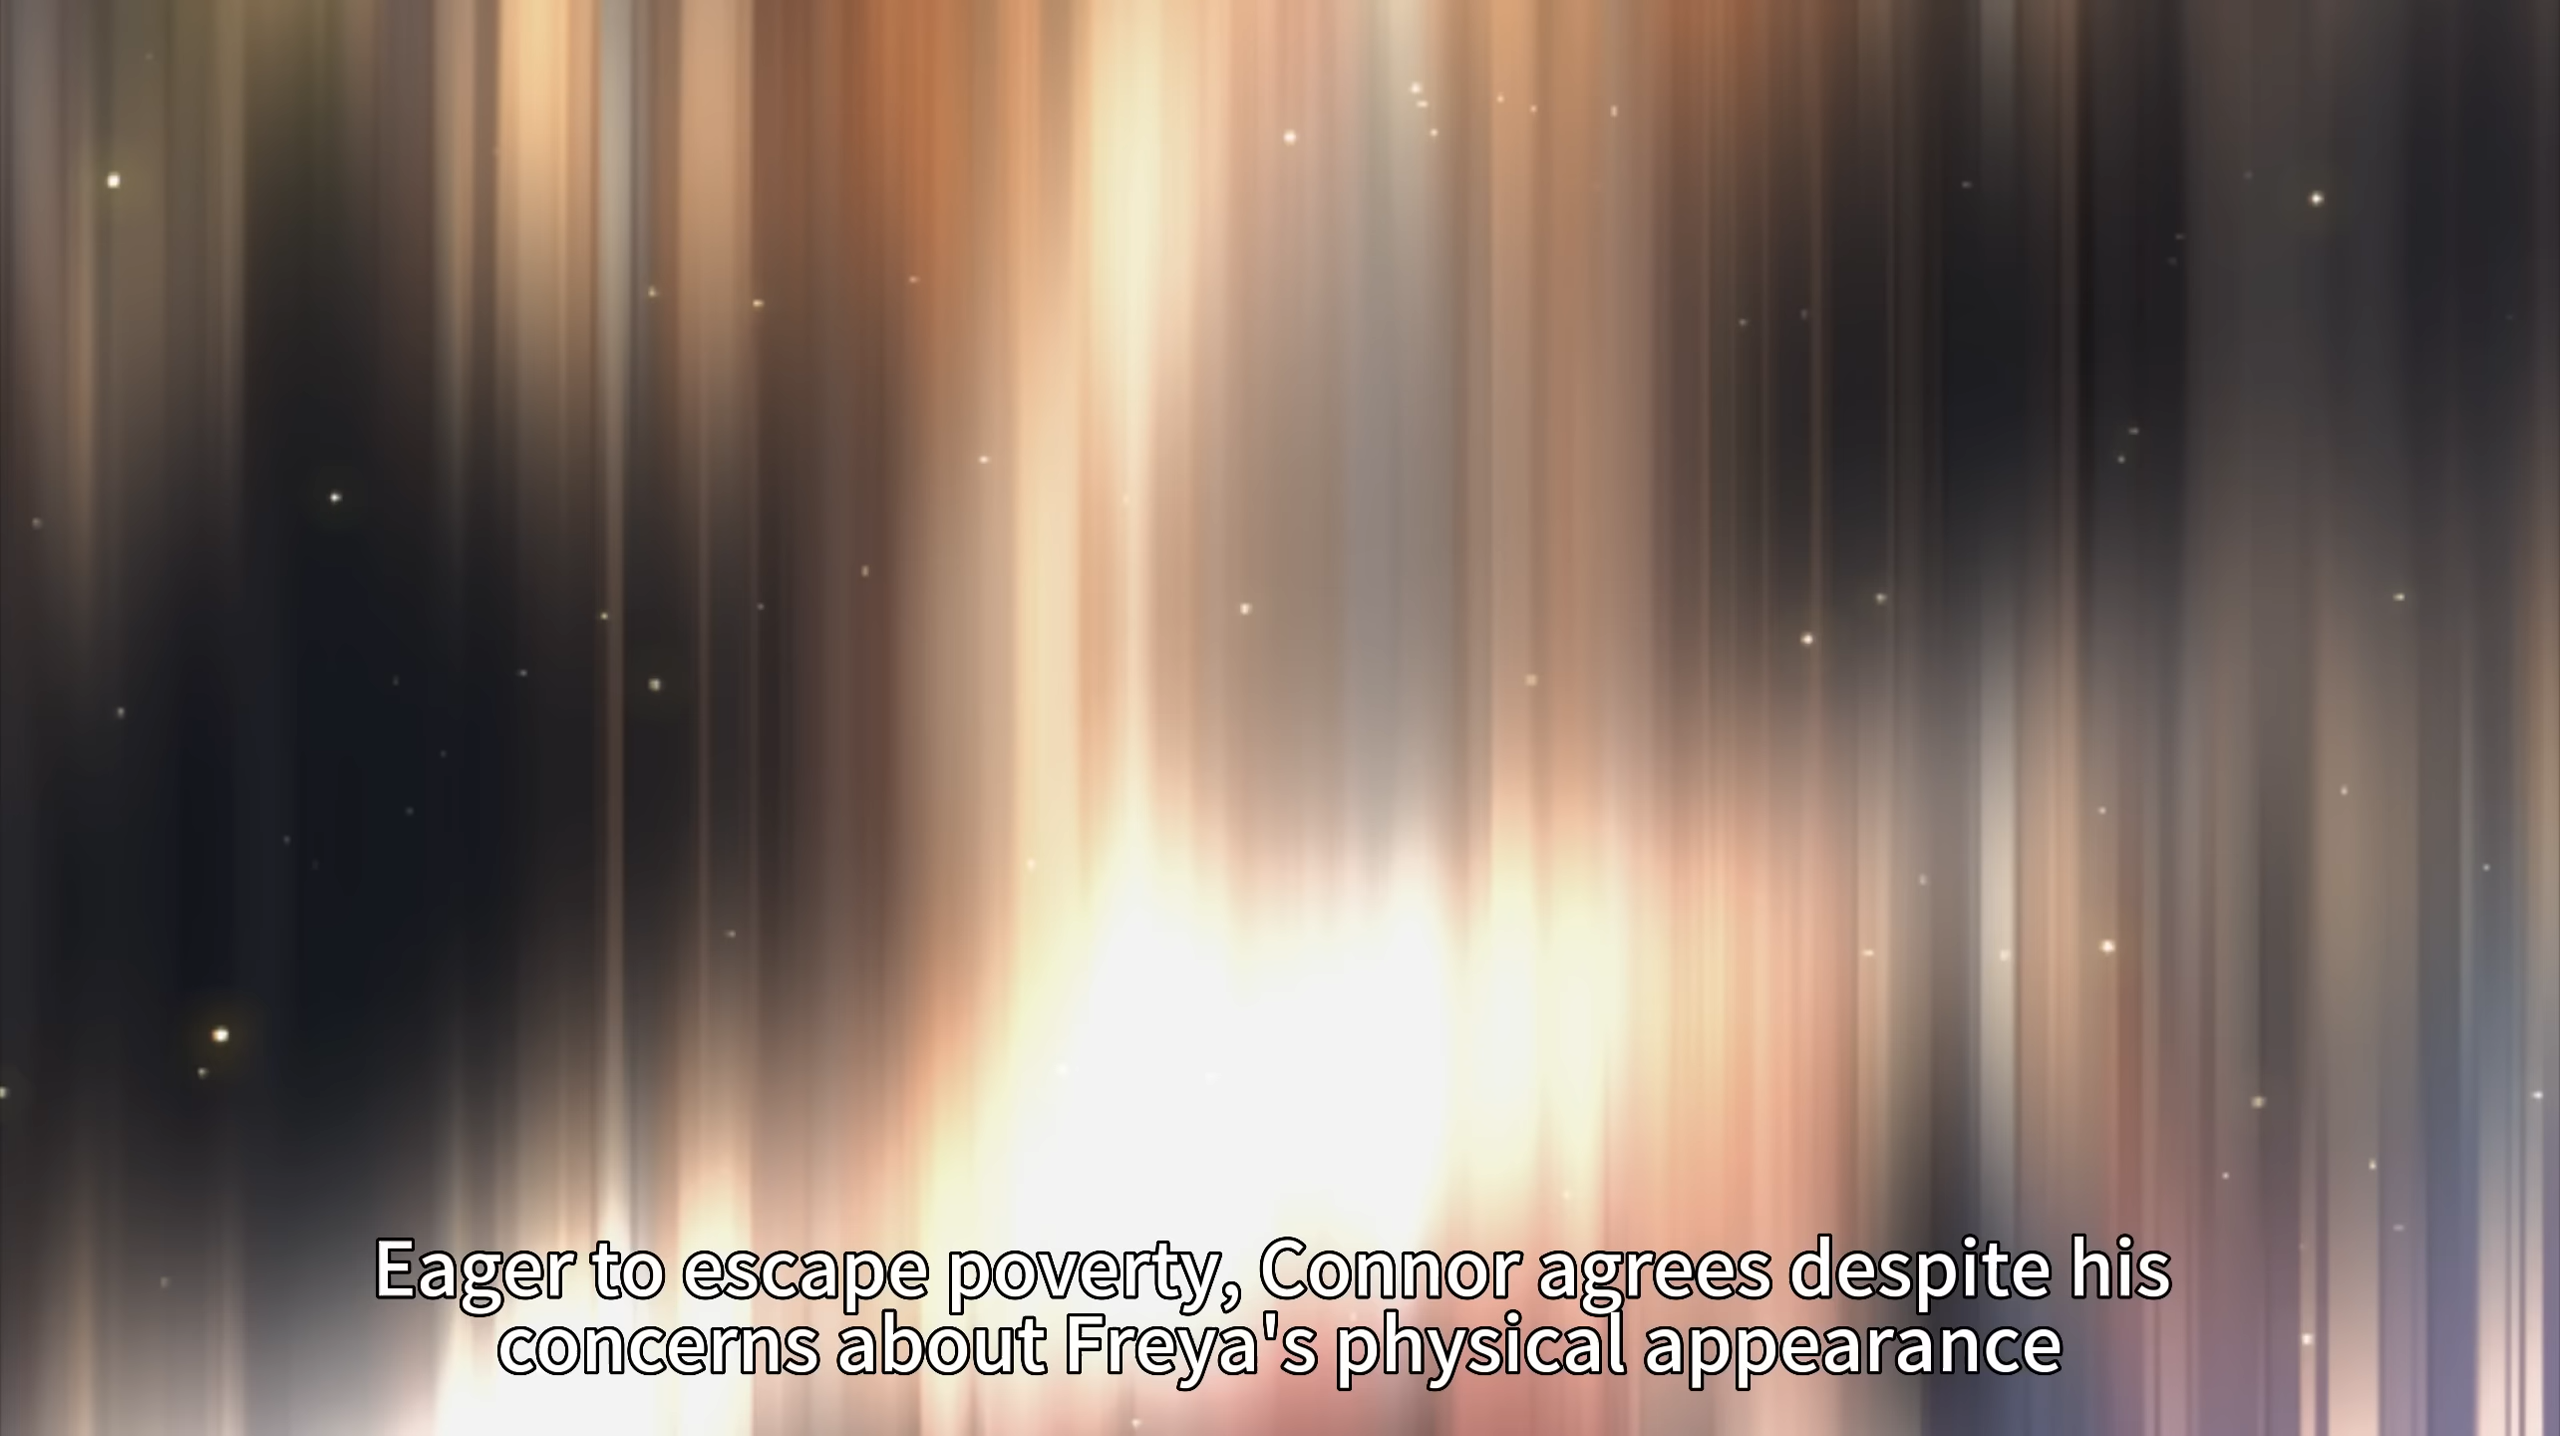 Eager to escape poverty, Connor agrees despite his
concerns about Freya's physical appearance